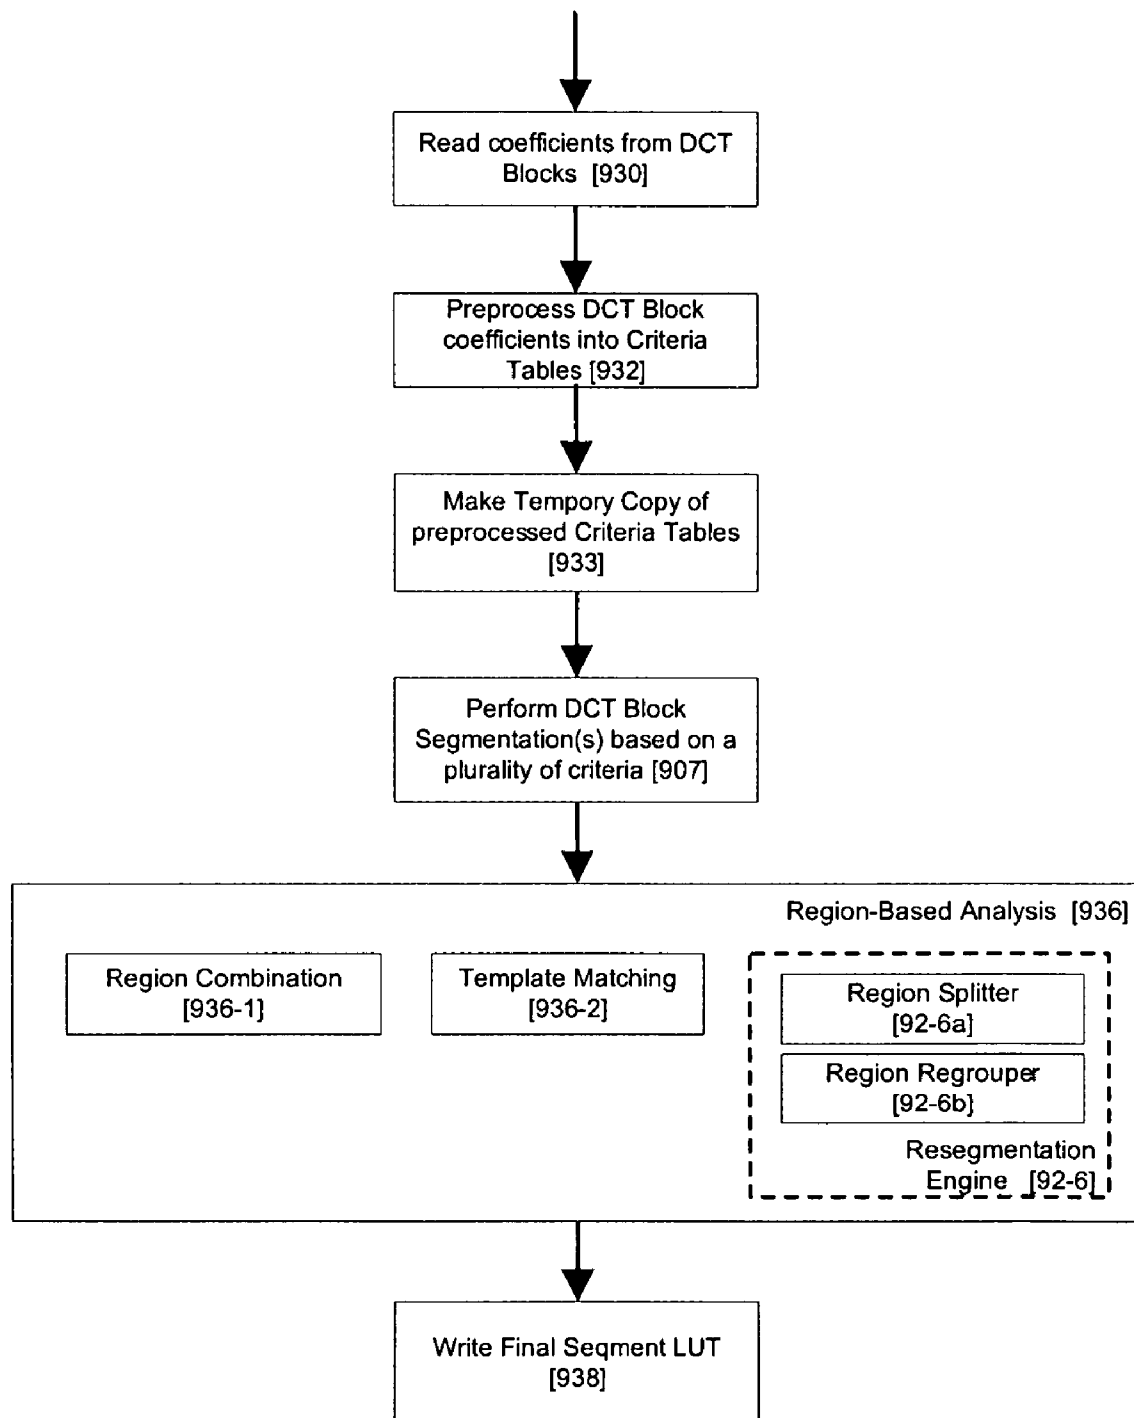 Read coefficients from DCT
Blocks [930]
Preprocess DCT Block
coefficients into Criteria
Tables [932]
Make Tempory Copy of
preprocessed Criteria Tables
[933]
Perform DCT Block
Segmentation(s) based on a
plurality of criteria [907]
Region-Based Analysis [936]
Region Combination
[936-1]
Template Matching
[936-2]
Region Splitter
[92-6a]
Region Regrouper
[92-6b]
Resegmentation
Engine [92-6]
Write Final Seqment LUT
[938]